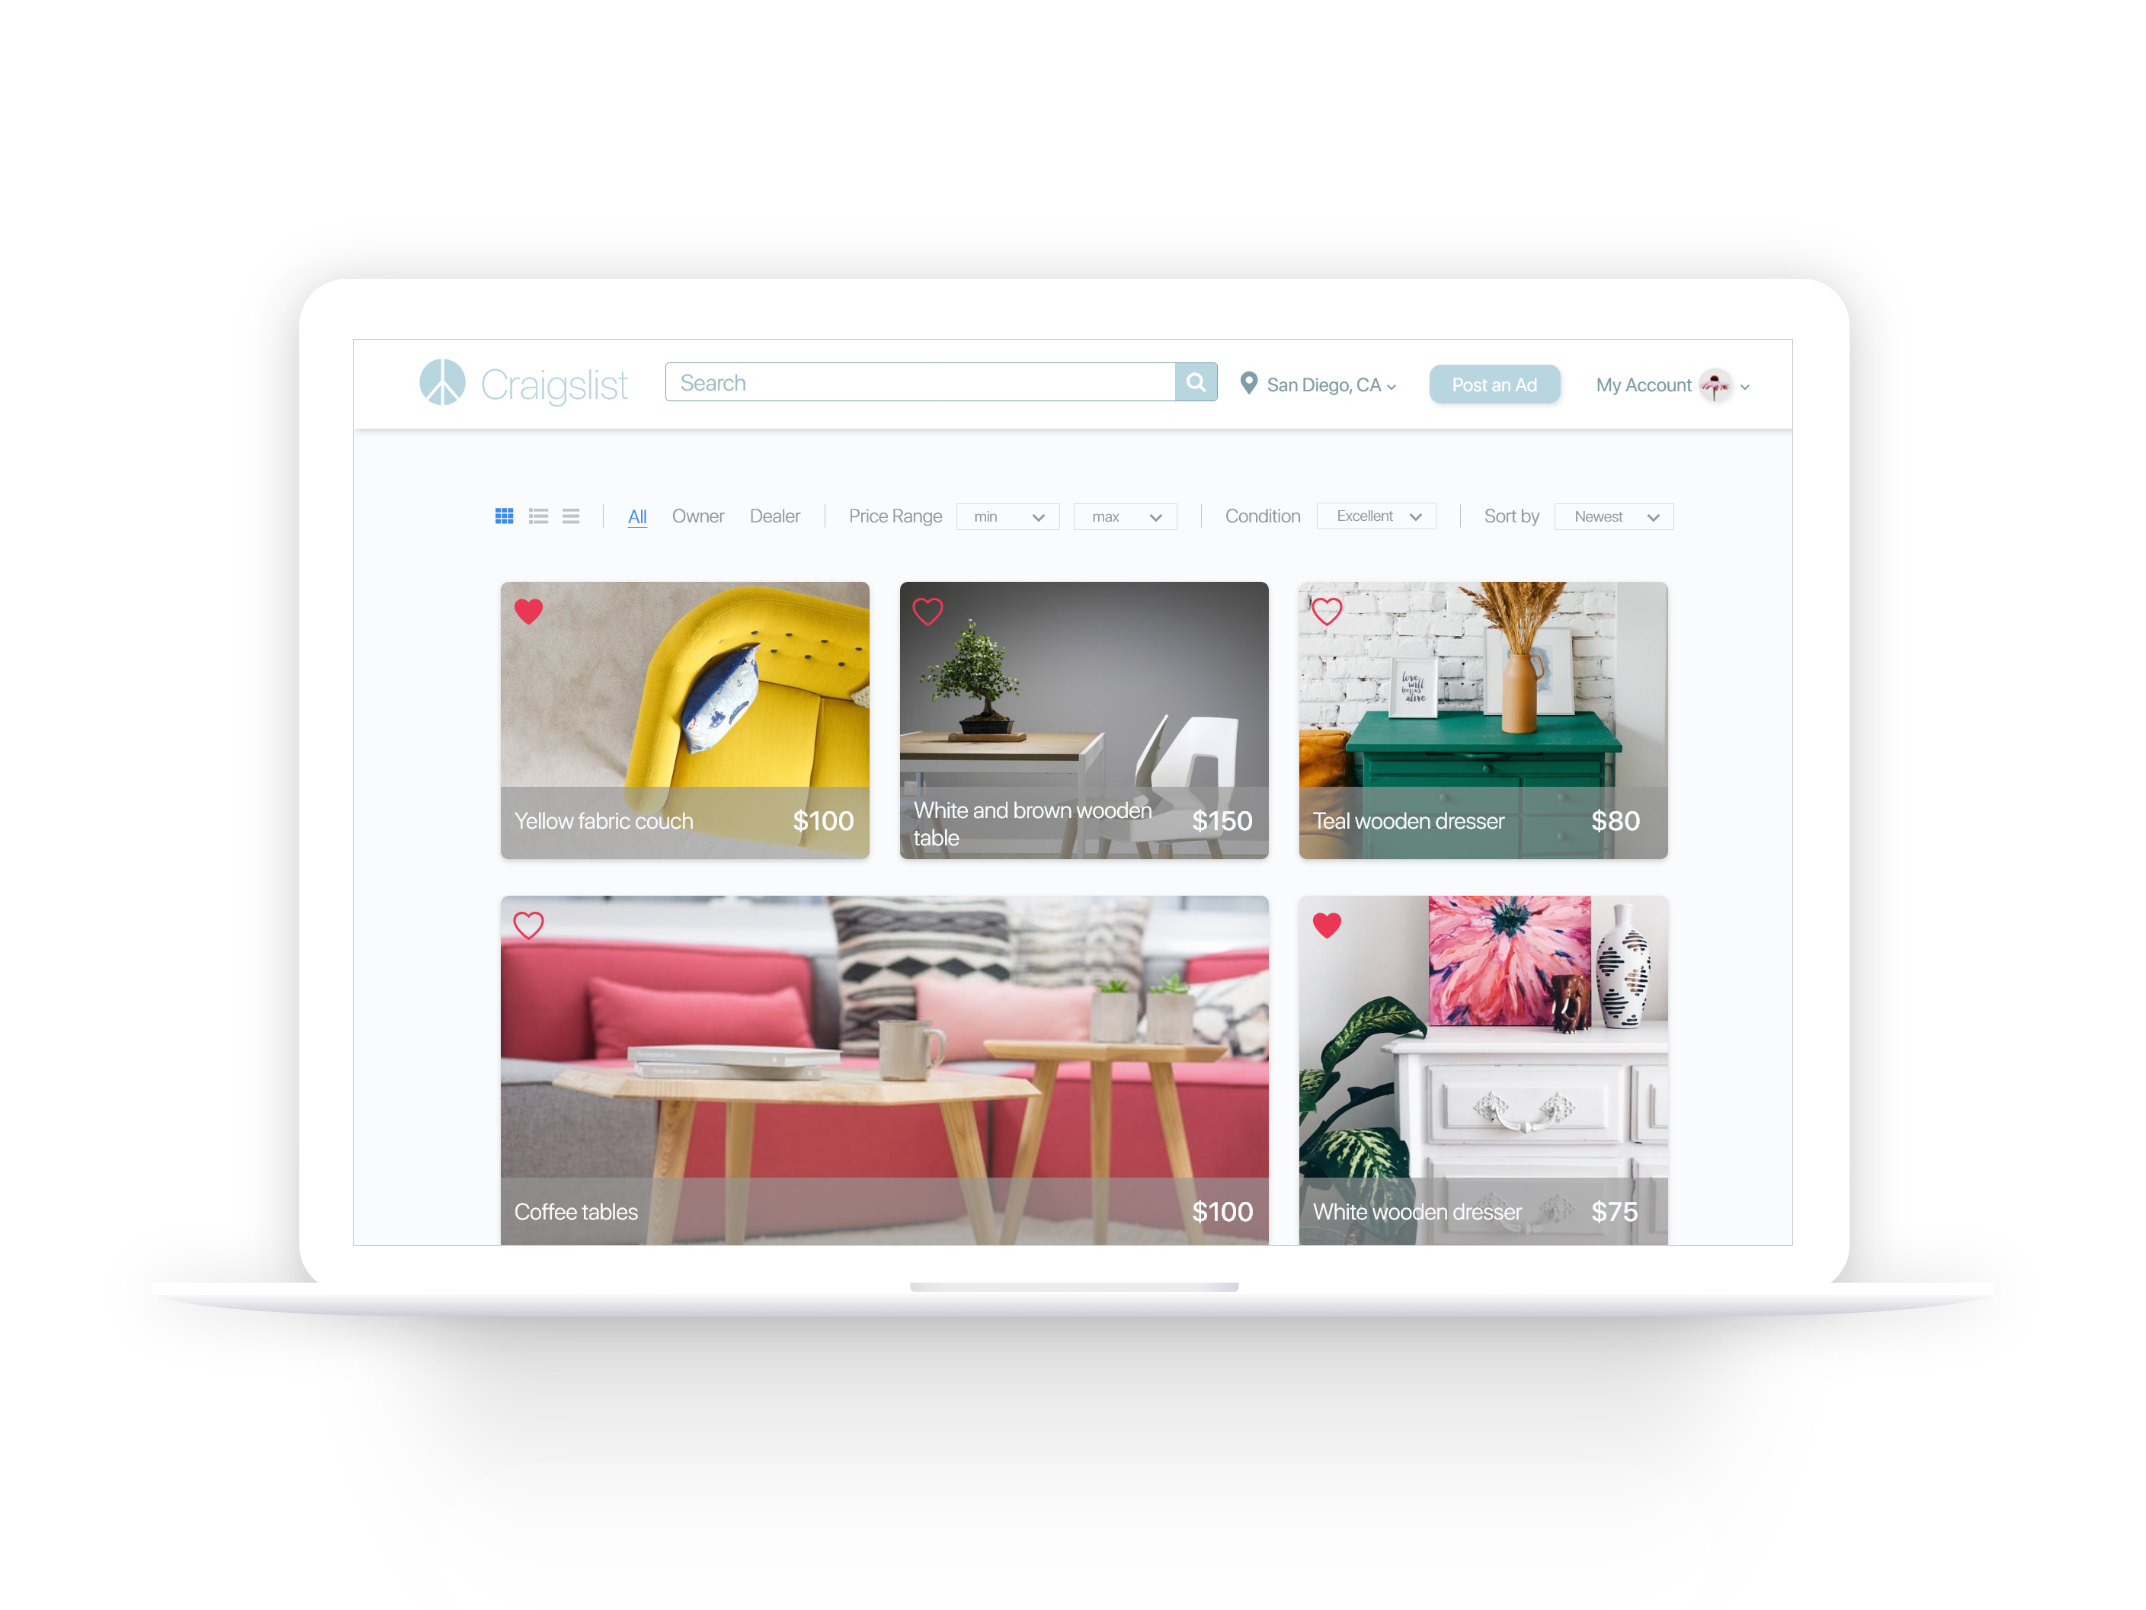 Craigslist
Search
San Diego, CA
Post an Ad
My Account
All Owner Dealer Price Range min max Condition Excellent Sort by Newest
love
will
keep us
alive
Yellow fabric couch $100
White and brown wooden
table $150
Teal wooden dresser $80
Coffee tables $100
White wooden dresser $75